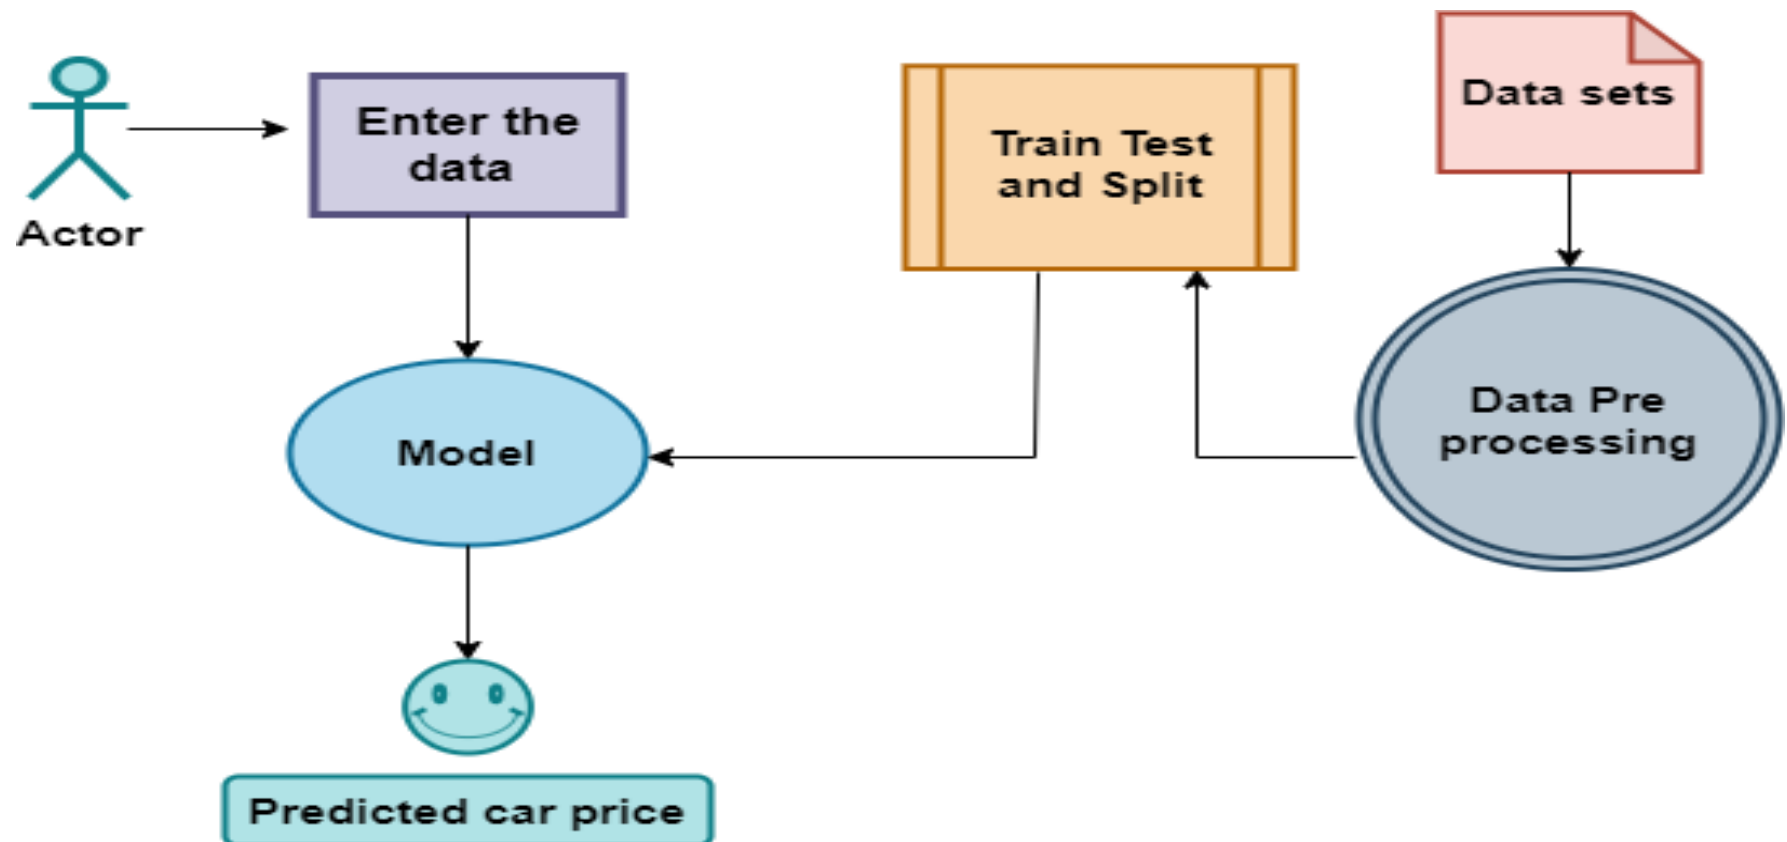 Actor
Enter the
data
Train Test
and Split
Data sets
Data Pre
processing
Model
Predicted car price